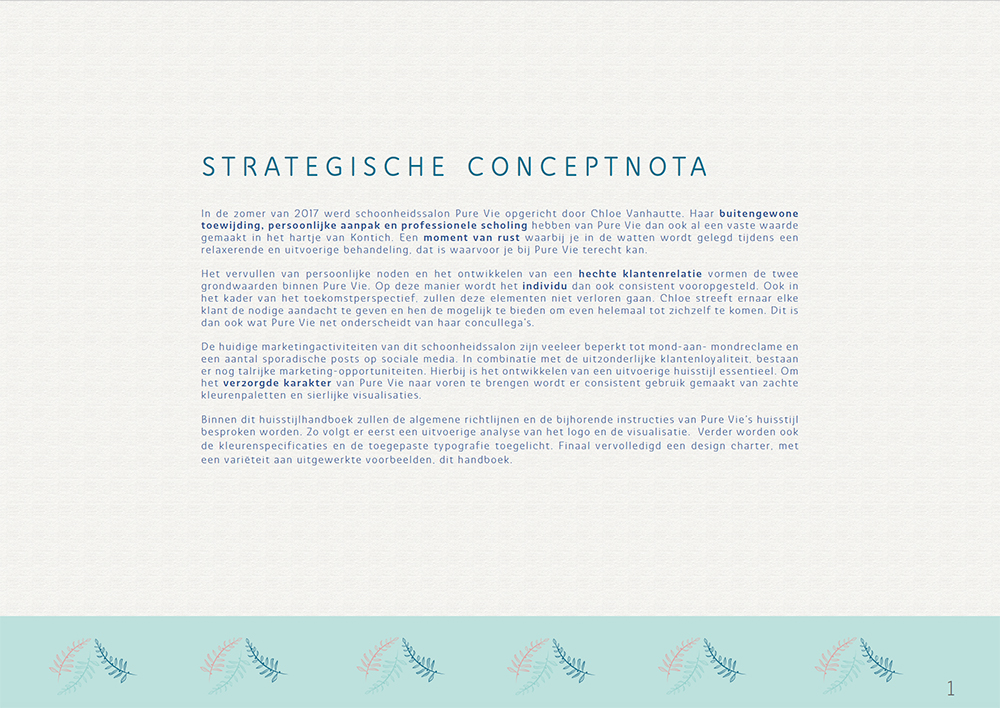 STRATEGISCHE CONCEPTNOTA
In de zomer van 2017 werd schoonheidssalon Pure Vie opgericht door Chloe Vanhautte. Haar buitengewone
toewijding, persoonlijke aanpak en professionele scholing hebben van Pure Vie dan ook al een vaste waarde
gemaakt in het hartje van Kontich. Een moment van rust waarbij je in de watten wordt gelegd tijdens een
relaxerende en uitvoerige behandeling, dat is waarvoor je bij Pure Vie terecht kan.
Het vervullen van persoonlijke noden en het ontwikkelen van een hechte klantenrelatie vormen de twee
grondwaarden binnen Pure Vie. Op deze manier wordt het individu dan ook consistent vooropgesteld. Ook in
het kader van het toekomstperspectief, zullen deze elementen niet verloren gaan. Chloe streeft ernaar elke
klant de nodige aandacht te geven en hen de mogelijk te bieden om even helemaal tot zichzelf te komen. Dit is
dan ook wat Pure Vie net onderscheidt van haar concullega's.
De huidige marketingactiviteiten van dit schoonheidssalon zijn veeleer beperkt tot mond-aan- mondreclame en
een aantal sporadische posts op sociale media. In combinatie met de uitzonderlijke klantenloyaliteit, bestaan
er nog talrijke marketing-opportuniteiten. Hierbij is het ontwikkelen van een uitvoerige huisstijl essentieel. Om
het verzorgde karakter van Pure Vie naar voren te brengen wordt er consistent gebruik gemaakt van zachte
kleurenpaletten en sierlijke visualisaties.
Binnen dit huisstijlhandboek zullen de algemene richtlijnen en de bijhorende instructies van Pure Vie's huisstijl
besproken worden. Zo volgt er eerst een uitvoerige analyse van het logo en de visualisatie. Verder worden ook
de kleurenspecificaties en de toegepaste typografie toegelicht. Finaal vervolledigd een design charter, met
een variëteit aan uitgewerkte voorbeelden, dit handboek.
1